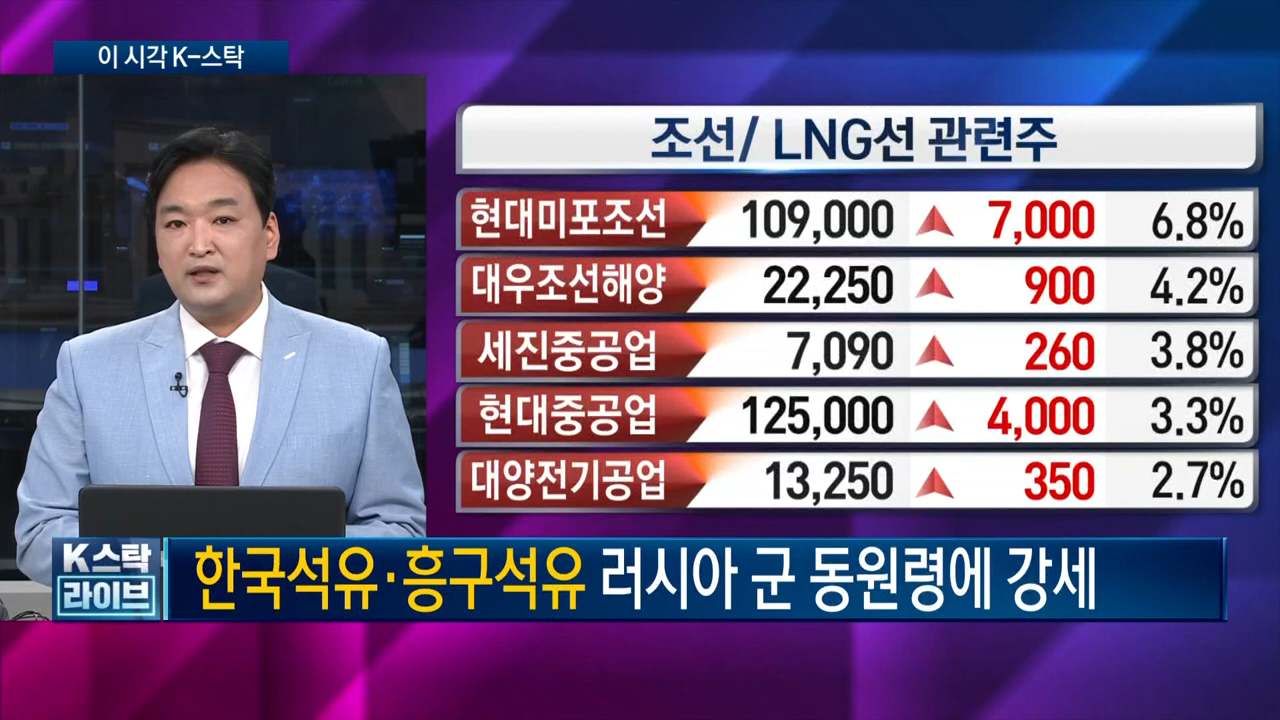 이 시각 K-스탁
조선/ LNG선 관련주
현대미포조선 109,000 ▲ 7,000 6.8%
대우조선해양 22,250 ▲ 900 4.2%
세진중공업 7,090 ▲ 260 3.8%
현대중공업 125,000 ▲ 4,000 3.3%
대양전기공업 13,250 ▲ 350 2.7%
K스탁
라이브
한국석유·흥구석유 러시아 군 동원령에 강세